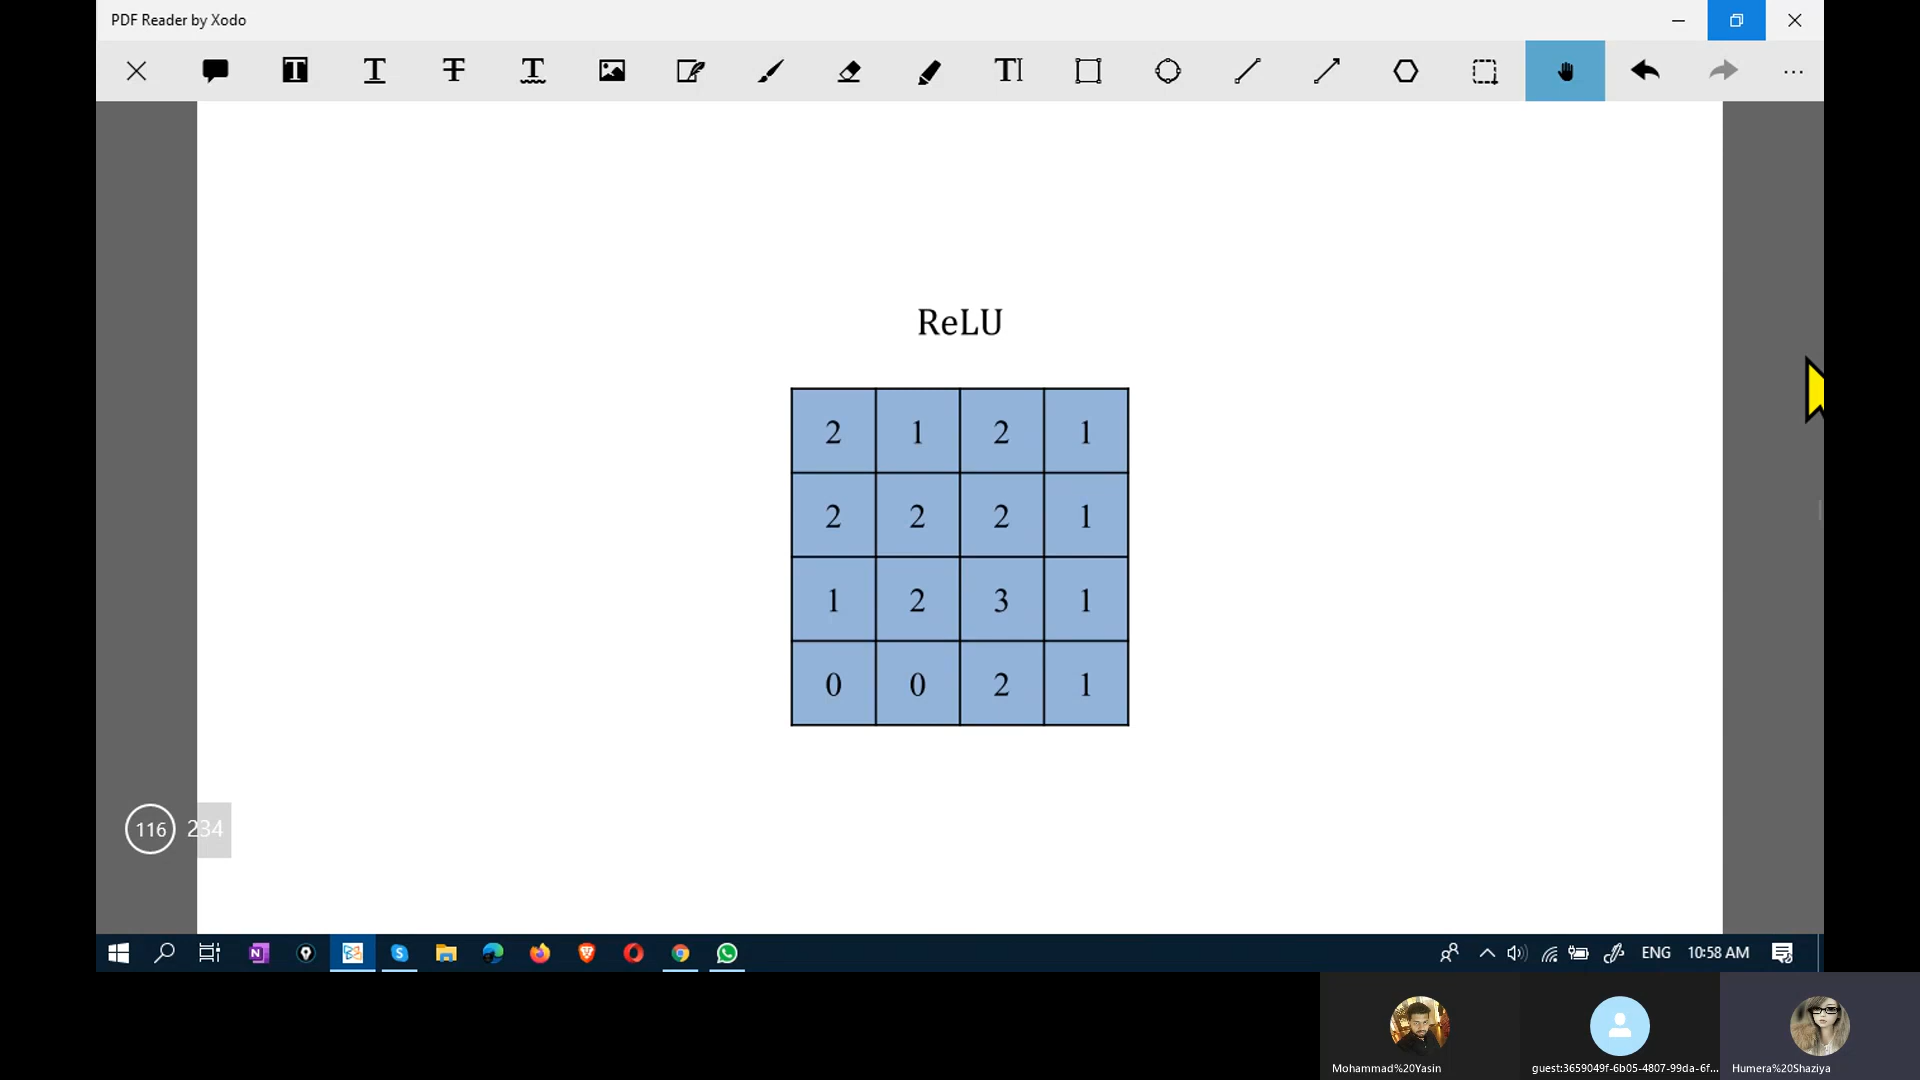 PDF Reader by Xodo
ReLU
2 1 2 1
2 2 2 1
1 2 3 1
0 0 2 1
116 234
ENG 10:58 AM
Mohammad%20Yasin
guest:3659049f-6b05-4807-99da-6f...
Humera%20Shaziya